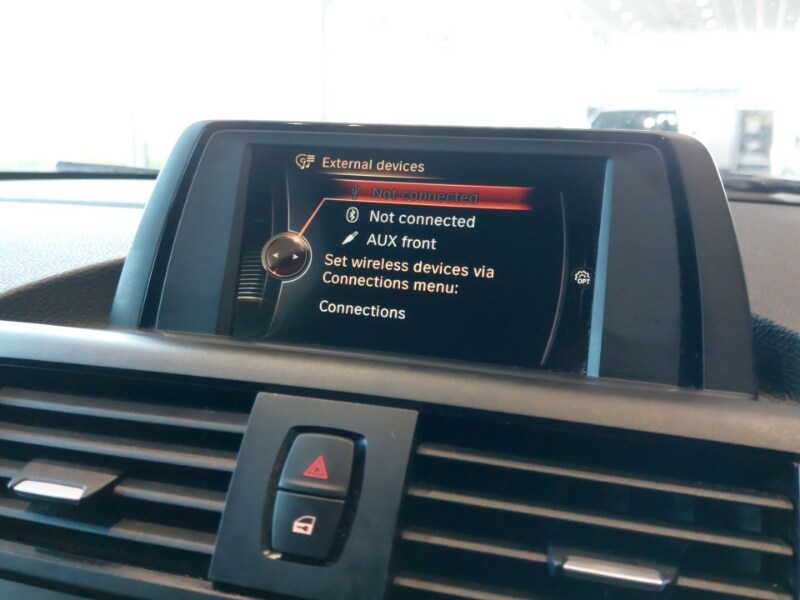 External devices
Not connected
Not connected
AUX front
Set wireless devices via
Connections menu:
Connections
OPT